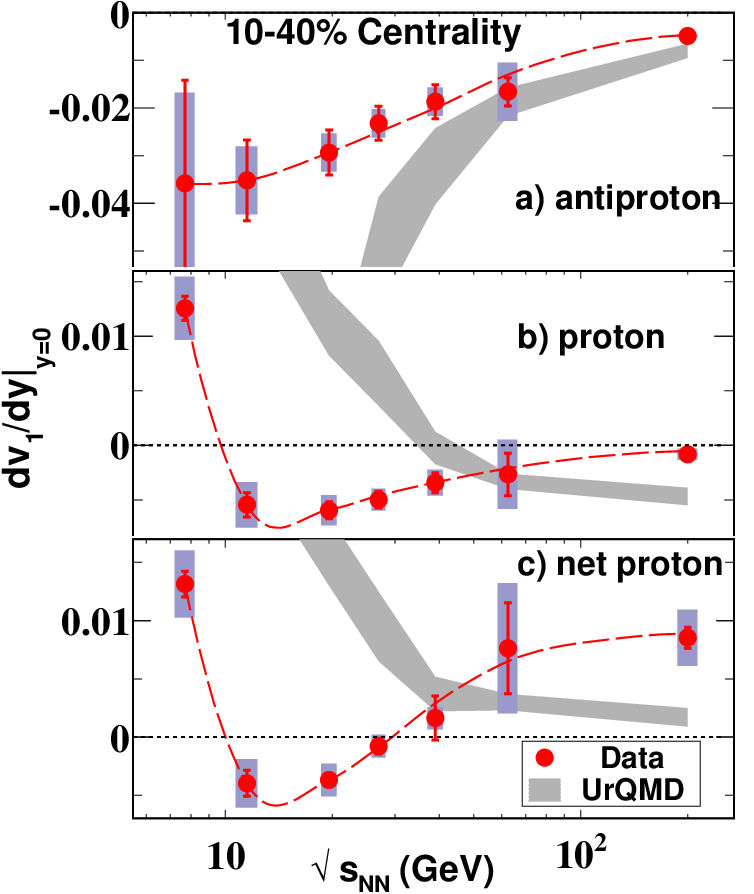 0
10-40% Centrality
-0.02
-0.04
a) antiproton
0.01
b) proton
0
dv1/dy|y=0
c) net proton
0.01
0
Data
UrQMD
10
10²
√ sNN (GeV)